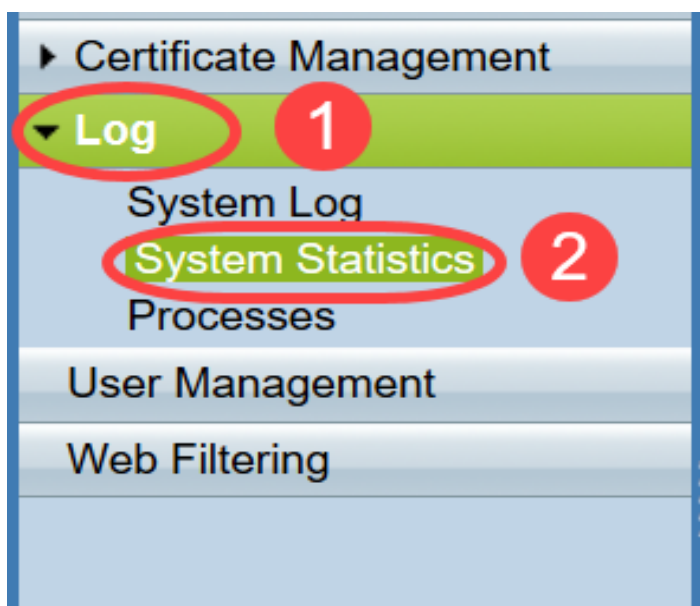 Certificate Management
Log 1
System Log
System Statistics 2
Processes
User Management
Web Filtering